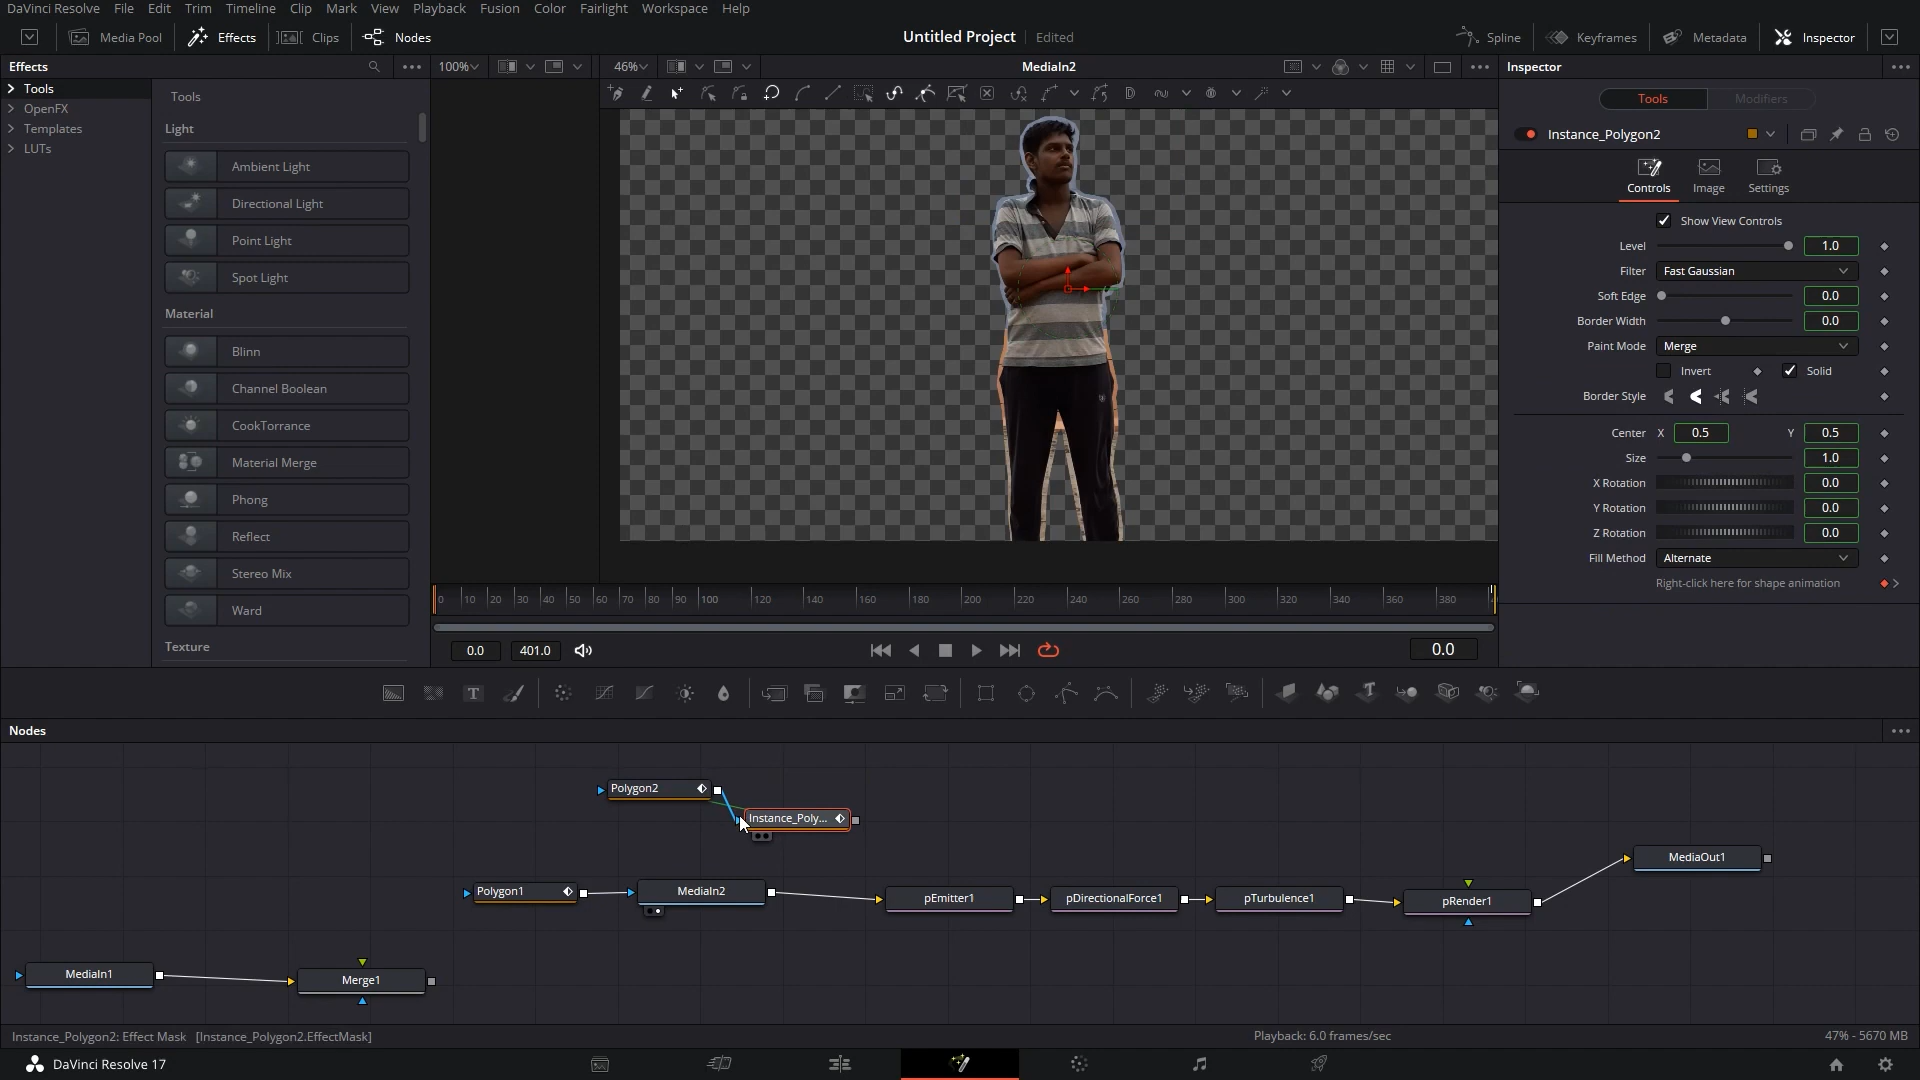 DaVinci Resolve File Edit Trim Timeline Clip Mark View Playback Fusion Color Fairlight Workspace Help
Media Pool Effects Clips Nodes Untitled Project Edited Spline Keyframes Metadata Inspector
Effects 100% 46% MediaIn2 Inspector
Tools
OpenFX
Templates
LUTs
Tools
Light
Ambient Light
Directional Light
Point Light
Spot Light
Material
Blinn
Channel Boolean
CookTorrance
Material Merge
Phong
Reflect
Stereo Mix
Ward
Texture
0 10 20 30 40 50 60 70 80 90 100 120 140 160 180 200 220 240 260 280 300 320 340 360 380
0.0 401.0 0.0
Tools Modifiers
Instance_Polygon2
Controls Image Settings
Show View Controls
Level 1.0
Filter Fast Gaussian
Soft Edge 0.0
Border Width 0.0
Paint Mode Merge
Invert Solid
Border Style
Center X 0.5 Y 0.5
Size 1.0
X Rotation 0.0
Y Rotation 0.0
Z Rotation 0.0
Fill Method Alternate
Right-click here for shape animation
Nodes
Polygon2
Instance_Poly...
MediaOut1
Polygon1 MediaIn2 pEmitter1 pDirectionalForce1 pTurbulence1 pRender1
MediaIn1 Merge1
Instance_Polygon2: Effect Mask [Instance_Polygon2.EffectMask] Playback: 6.0 frames/sec 47% - 5670 MB
DaVinci Resolve 17